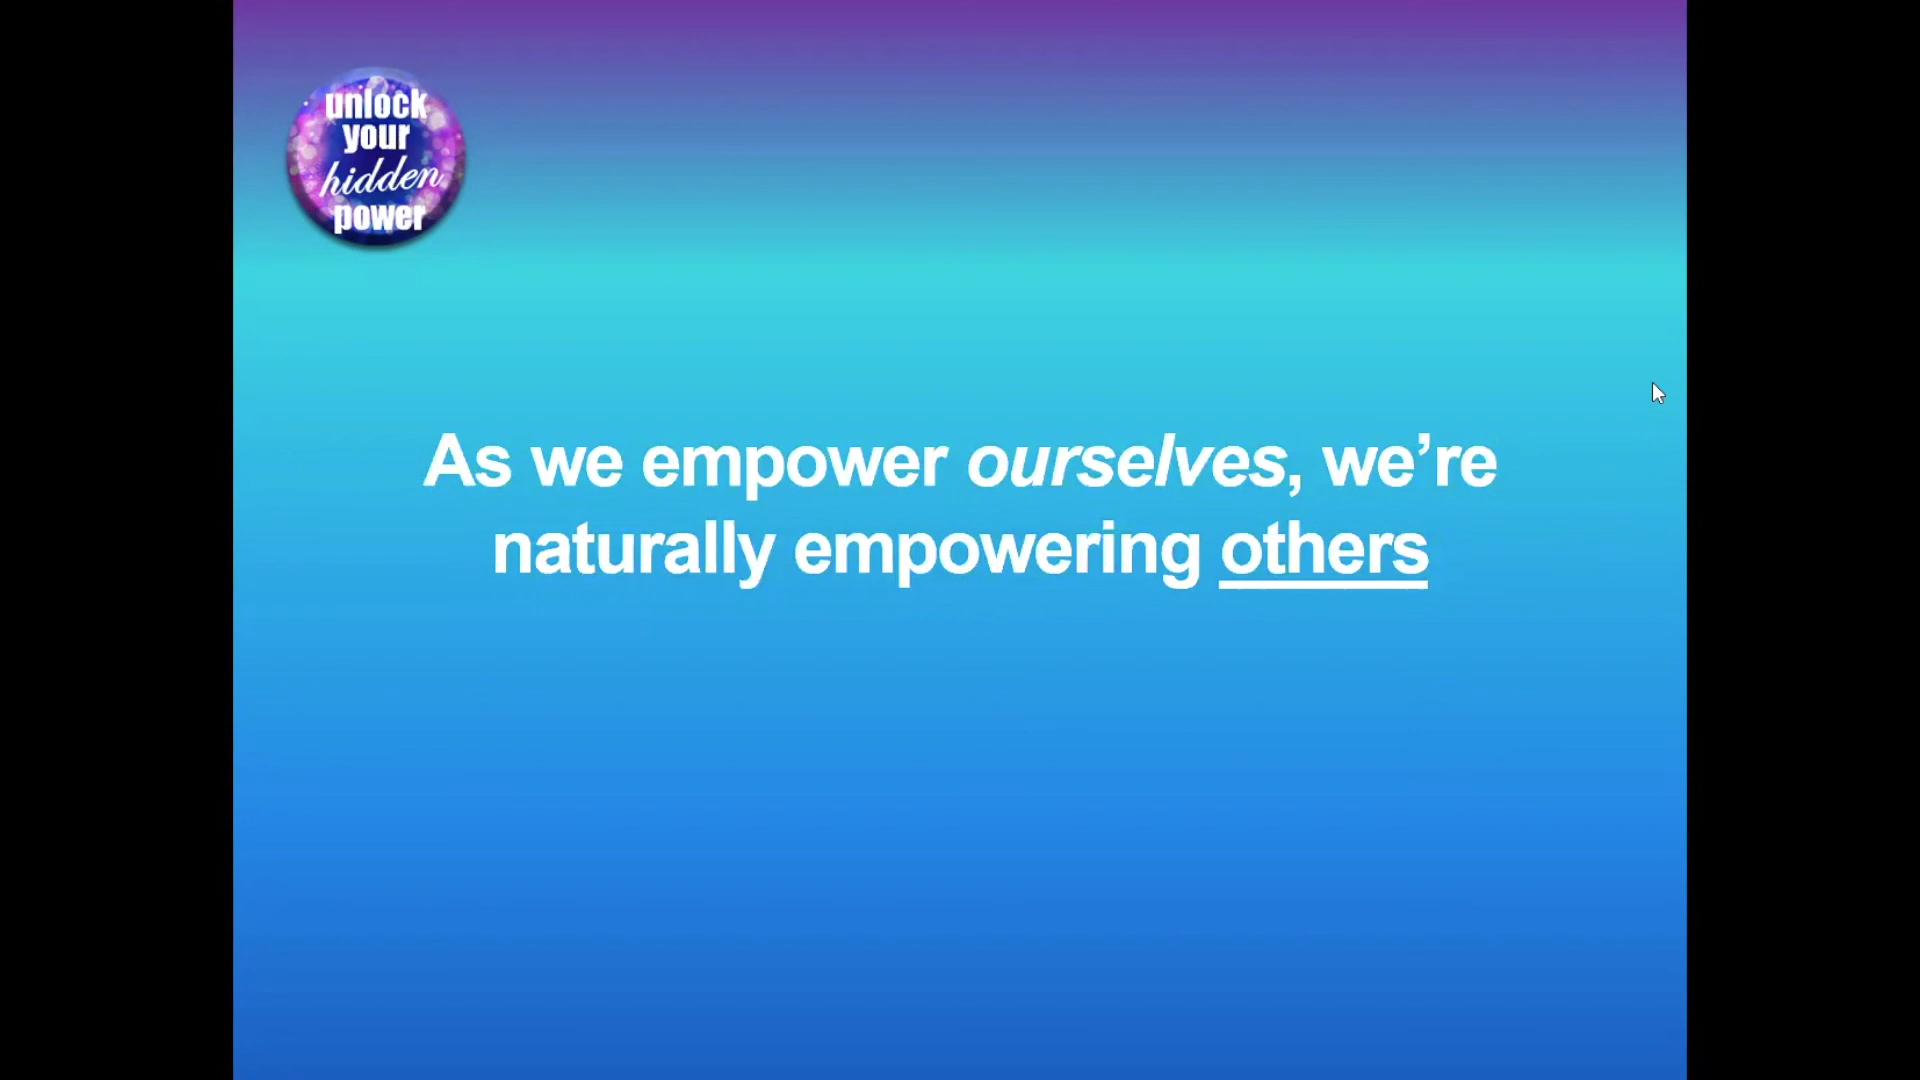 unlock
your
hidden
power
As we empower ourselves, we’re
naturally empowering others